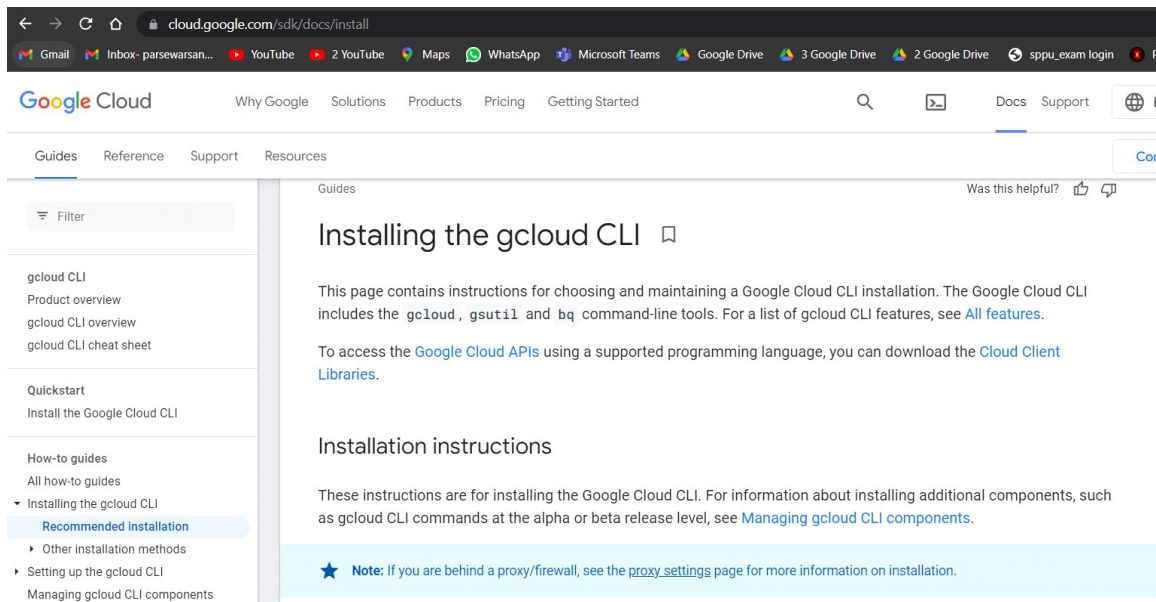 cloud.google.com/sdk/docs/install
Gmail Inbox- parsewarsan... YouTube 2 YouTube Maps WhatsApp Microsoft Teams Google Drive 3 Google Drive 2 Google Drive sppu_exam login
Google Cloud Why Google Solutions Products Pricing Getting Started Docs Support
Guides Reference Support Resources
Filter
gcloud CLI
Product overview
gcloud CLI overview
gcloud CLI cheat sheet
Quickstart
Install the Google Cloud CLI
How-to guides
All how-to guides
Installing the gcloud CLI
Recommended installation
Other installation methods
Setting up the gcloud CLI
Managing gcloud CLI components
Guides Was this helpful?
Installing the gcloud CLI
This page contains instructions for choosing and maintaining a Google Cloud CLI installation. The Google Cloud CLI
includes the gcloud, gsutil and bq command-line tools. For a list of gcloud CLI features, see All features.
To access the Google Cloud APIs using a supported programming language, you can download the Cloud Client
Libraries.
Installation instructions
These instructions are for installing the Google Cloud CLI. For information about installing additional components, such
as gcloud CLI commands at the alpha or beta release level, see Managing gcloud CLI components.
Note: If you are behind a proxy/firewall, see the proxy settings page for more information on installation.